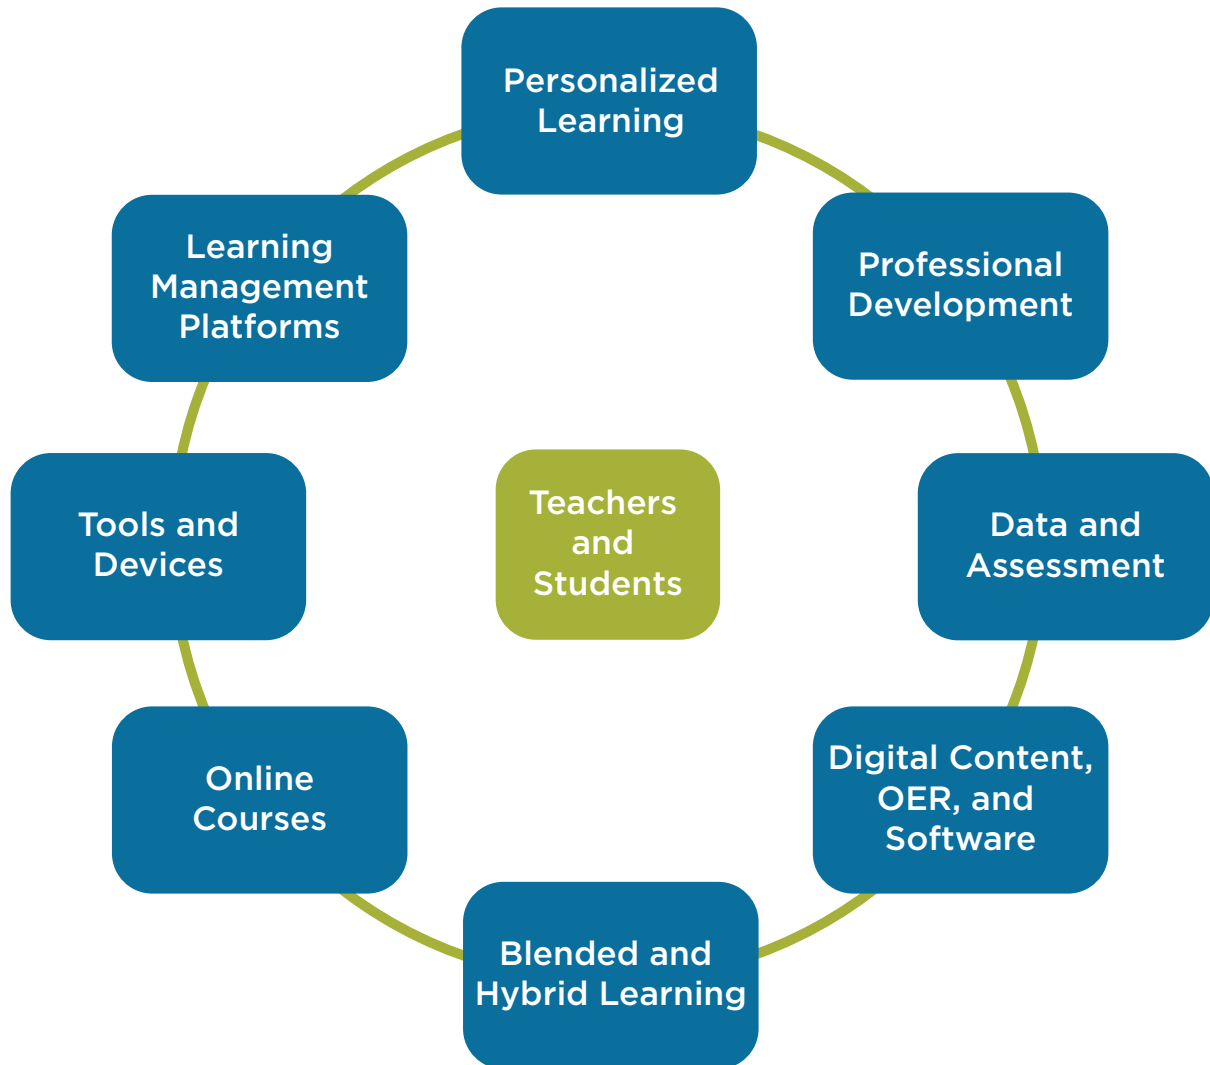 Personalized
Learning
Professional
Development
Data and
Assessment
Digital Content,
OER, and
Software
Blended and
Hybrid Learning
Online
Courses
Tools and
Devices
Learning
Management
Platforms
Teachers
and
Students